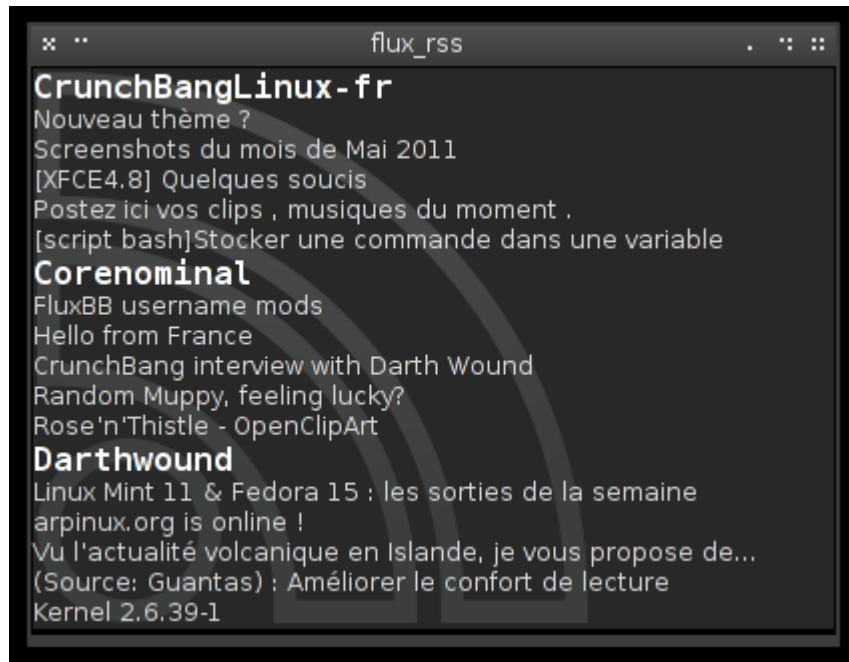 flux_rss
CrunchBangLinux-fr
Nouveau thème ?
Screenshots du mois de Mai 2011
[XFCE4.8] Quelques soucis
Postez ici vos clips , musiques du moment .
[script bash]Stocker une commande dans une variable
Corenominal
FluxBB username mods
Hello from France
CrunchBang interview with Darth Wound
Random Muppy, feeling lucky?
Rose'n'Thistle - OpenClipArt
Darthwound
Linux Mint 11 & Fedora 15 : les sorties de la semaine
arpinux.org is online !
Vu l'actualité volcanique en Islande, je vous propose de...
(Source: Guantas) : Améliorer le confort de lecture
Kernel 2.6.39-1